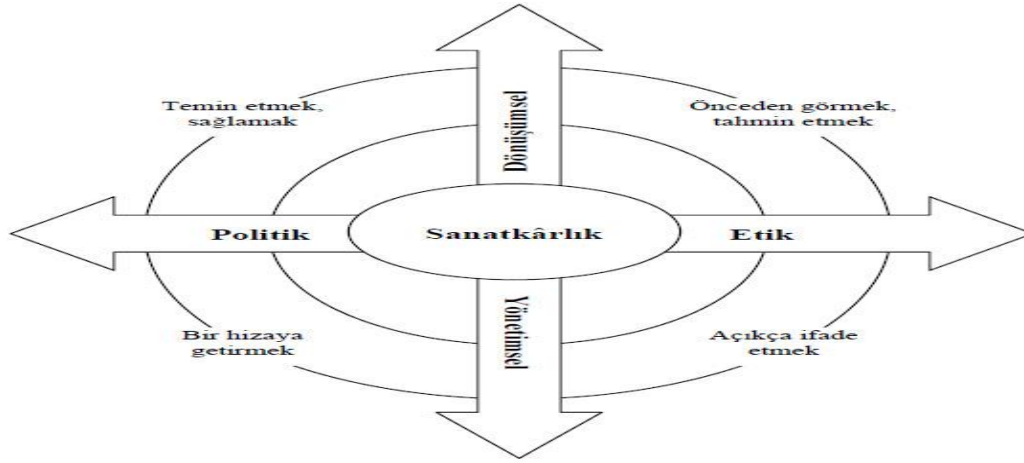 Dönüşümsel
Temin etmek,
sağlamak
Önceden görmek,
tahmin etmek
Politik
Sanatkârlık
Etik
Yönetimsel
Bir hizaya
getirmek
Açıkça ifade
etmek